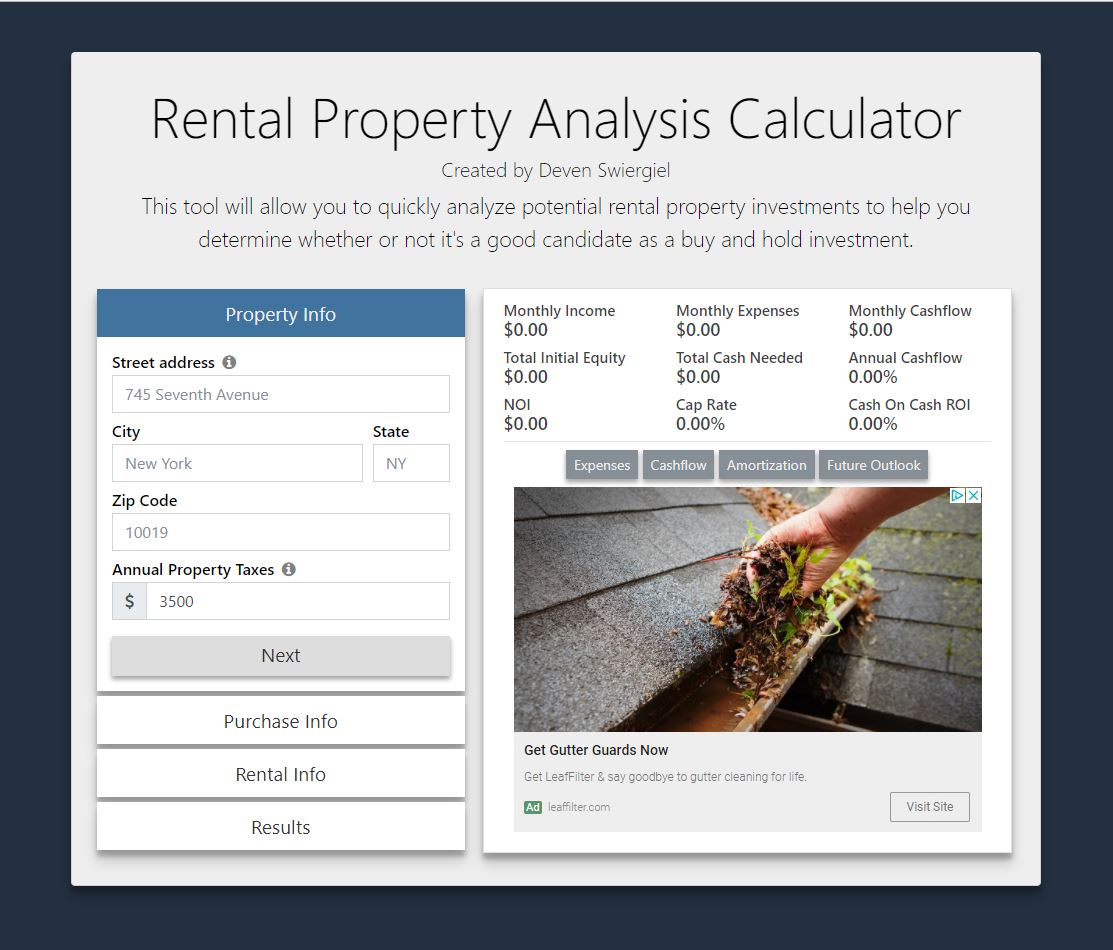 Rental Property Analysis Calculator
Created by Deven Swiergiel
This tool will allow you to quickly analyze potential rental property investments to help you
determine whether or not it's a good candidate as a buy and hold investment.
Property Info
Street address
745 Seventh Avenue
City State
New York NY
Zip Code
10019
Annual Property Taxes
$ 3500
Next
Purchase Info
Rental Info
Results
Monthly Income Monthly Expenses Monthly Cashflow
$0.00 $0.00 $0.00
Total Initial Equity Total Cash Needed Annual Cashflow
$0.00 $0.00 0.00%
NOI Cap Rate Cash On Cash ROI
$0.00 0.00% 0.00%
Expenses Cashflow Amortization Future Outlook
Get Gutter Guards Now
Get LeafFilter & say goodbye to gutter cleaning for life.
Ad leaffilter.com Visit Site